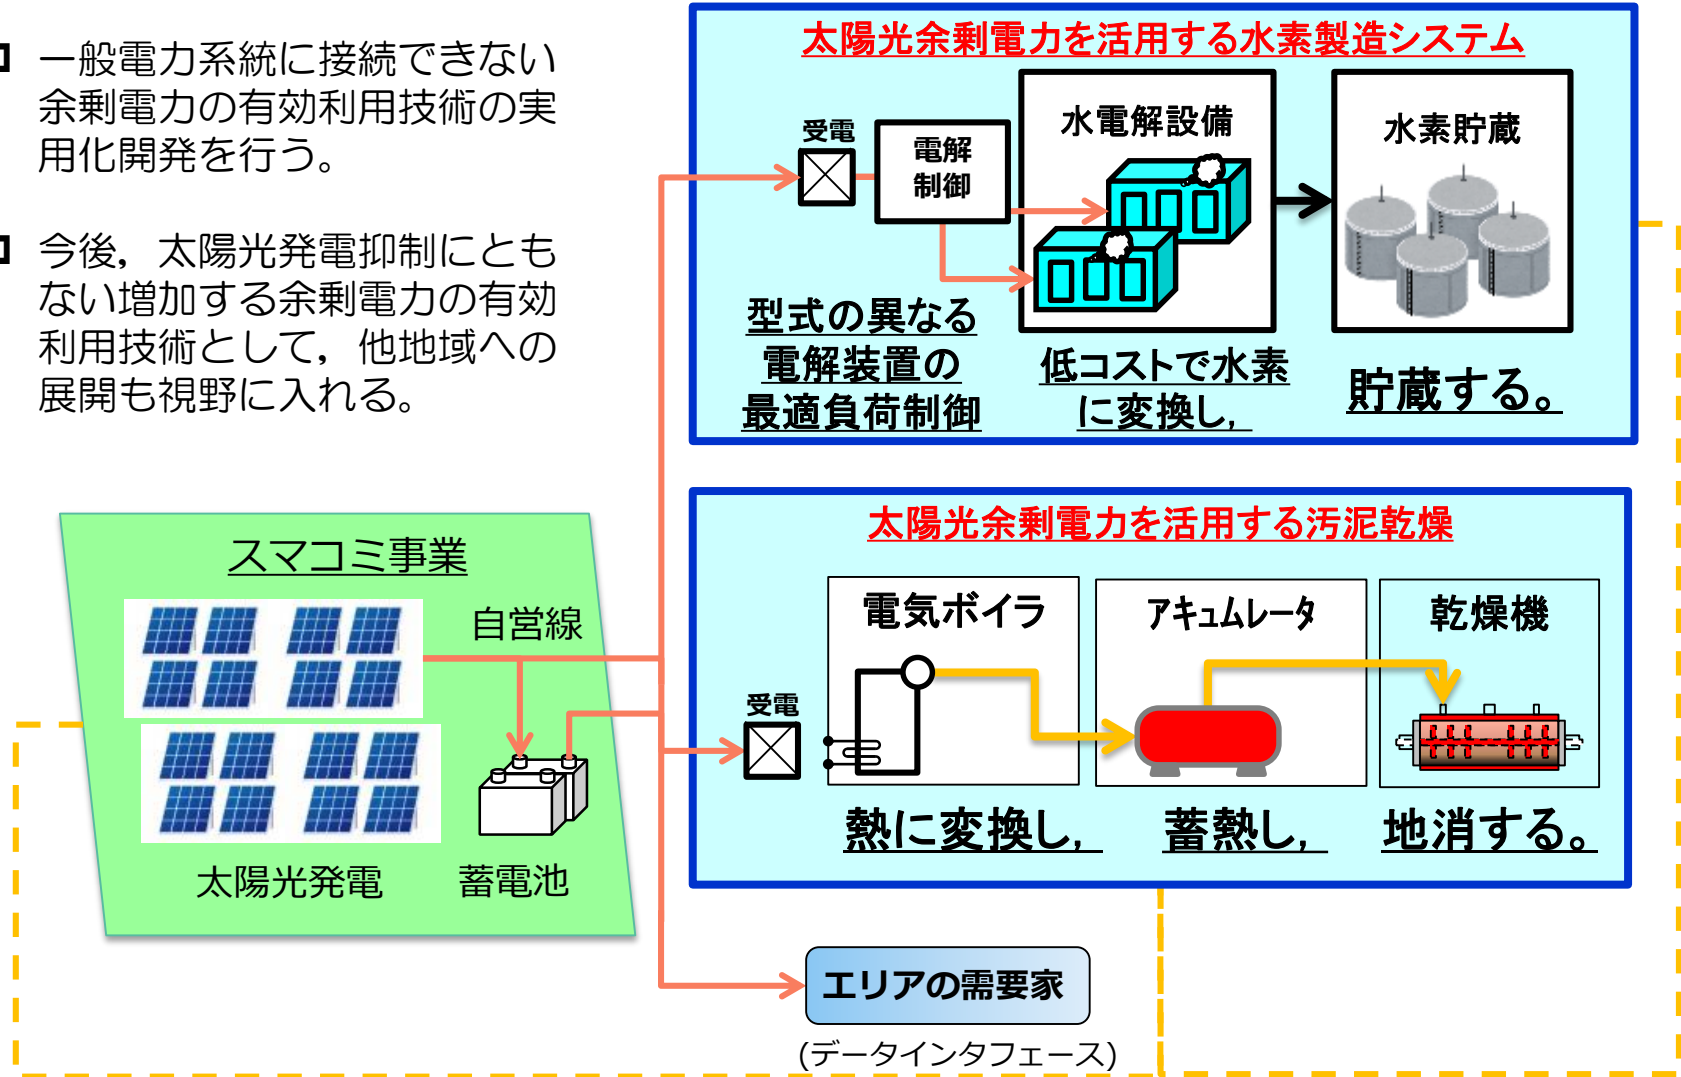 一般電力系統に接続できない
余剰電力の有効利用技術の実
用化開発を行う。
今後，太陽光発電抑制にとも
ない増加する余剰電力の有効
利用技術として，他地域への
展開も視野に入れる。
太陽光余剰電力を活用する水素製造システム
受電
電解
制御
水電解設備
水素貯蔵
型式の異なる
電解装置の
最適負荷制御
低コストで水素
に変換し，
貯蔵する。
スマコミ事業
自営線
太陽光発電
蓄電池
太陽光余剰電力を活用する汚泥乾燥
受電
電気ボイラ
アキュムレータ
乾燥機
熱に変換し，
蓄熱し，
地消する。
エリアの需要家
(データインタフェース)